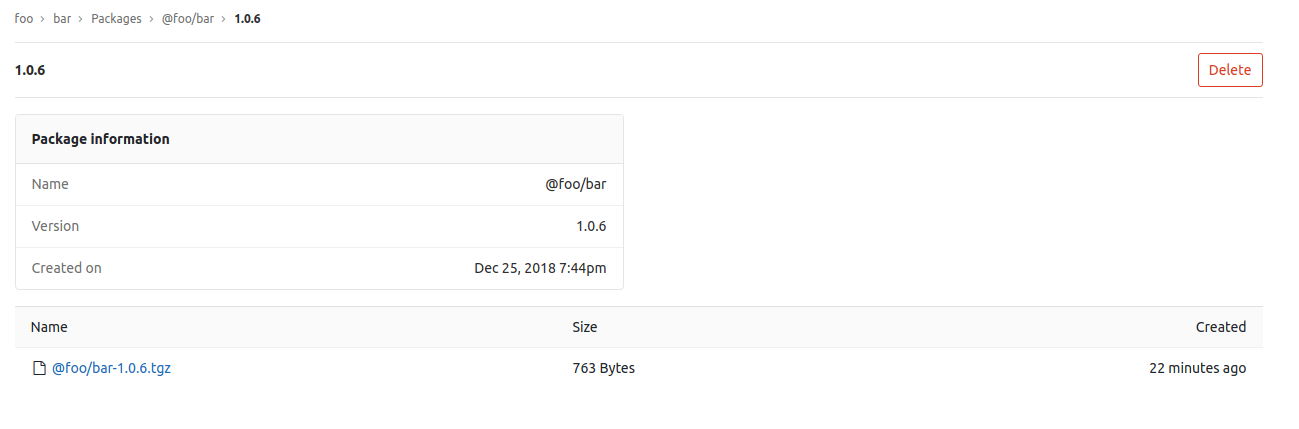 foo › bar › Packages › @foo/bar › 1.0.6
1.0.6 Delete
Package information
Name @foo/bar
Version 1.0.6
Created on Dec 25, 2018 7:44pm
Name Size Created
@foo/bar-1.0.6.tgz 763 Bytes 22 minutes ago